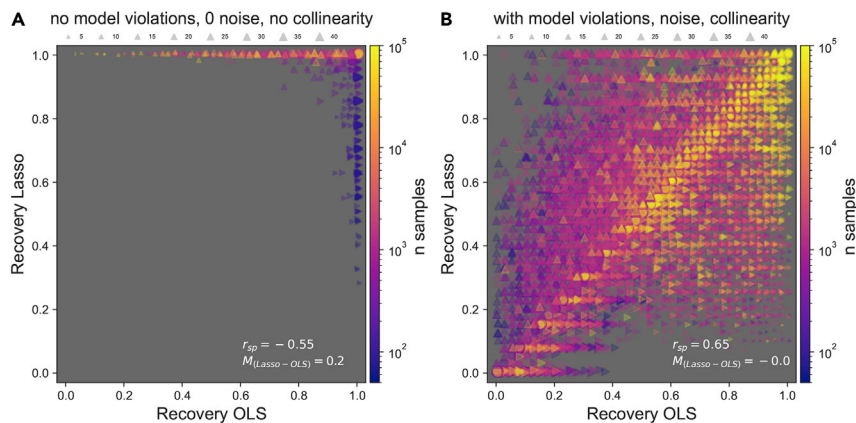 A
no model violations, 0 noise, no collinearity
5 10 15 20 25 30 35 40
1.0
0.8
0.6
0.4
0.2
0.0
Recovery Lasso
r_sp = − 0.55
M_(Lasso − OLS) = 0.2
0.0 0.2 0.4 0.6 0.8 1.0
Recovery OLS
10^5
10^4
10^3
10^2
n samples
B
with model violations, noise, collinearity
5 10 15 20 25 30 35 40
1.0
0.8
0.6
0.4
0.2
0.0
Recovery Lasso
r_sp = 0.65
M_(Lasso − OLS) = − 0.0
0.0 0.2 0.4 0.6 0.8 1.0
Recovery OLS
10^5
10^4
10^3
10^2
n samples